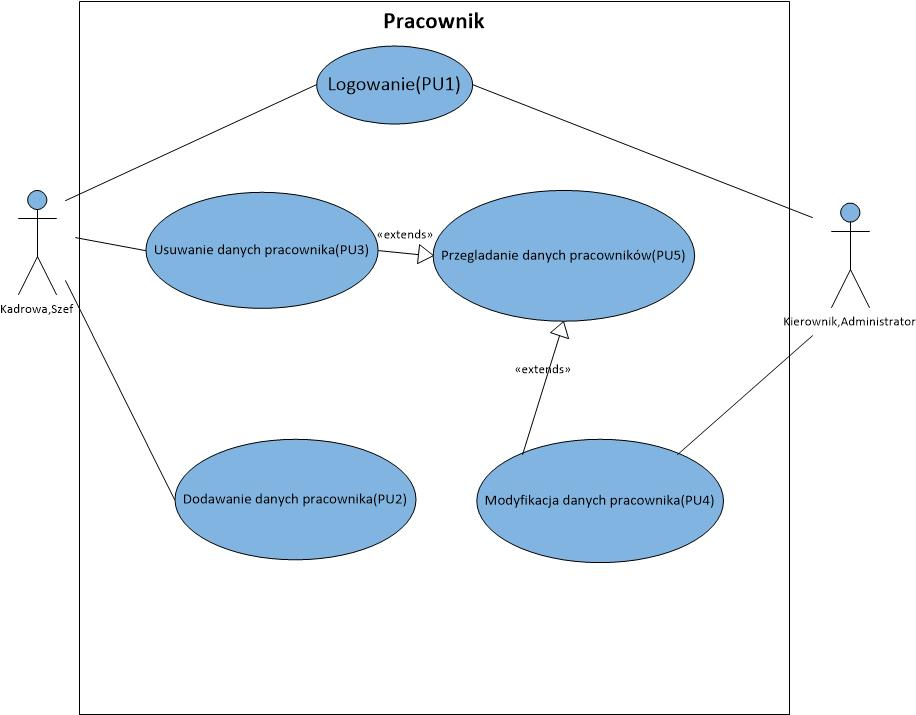 Pracownik
Logowanie(PU1)
Usuwanie danych pracownika(PU3)
«extends»
Przegladanie danych pracowników(PU5)
Kadrowa,Szef
Kierownik,Administrator
«extends»
Dodawanie danych pracownika(PU2)
Modyfikacja danych pracownika(PU4)